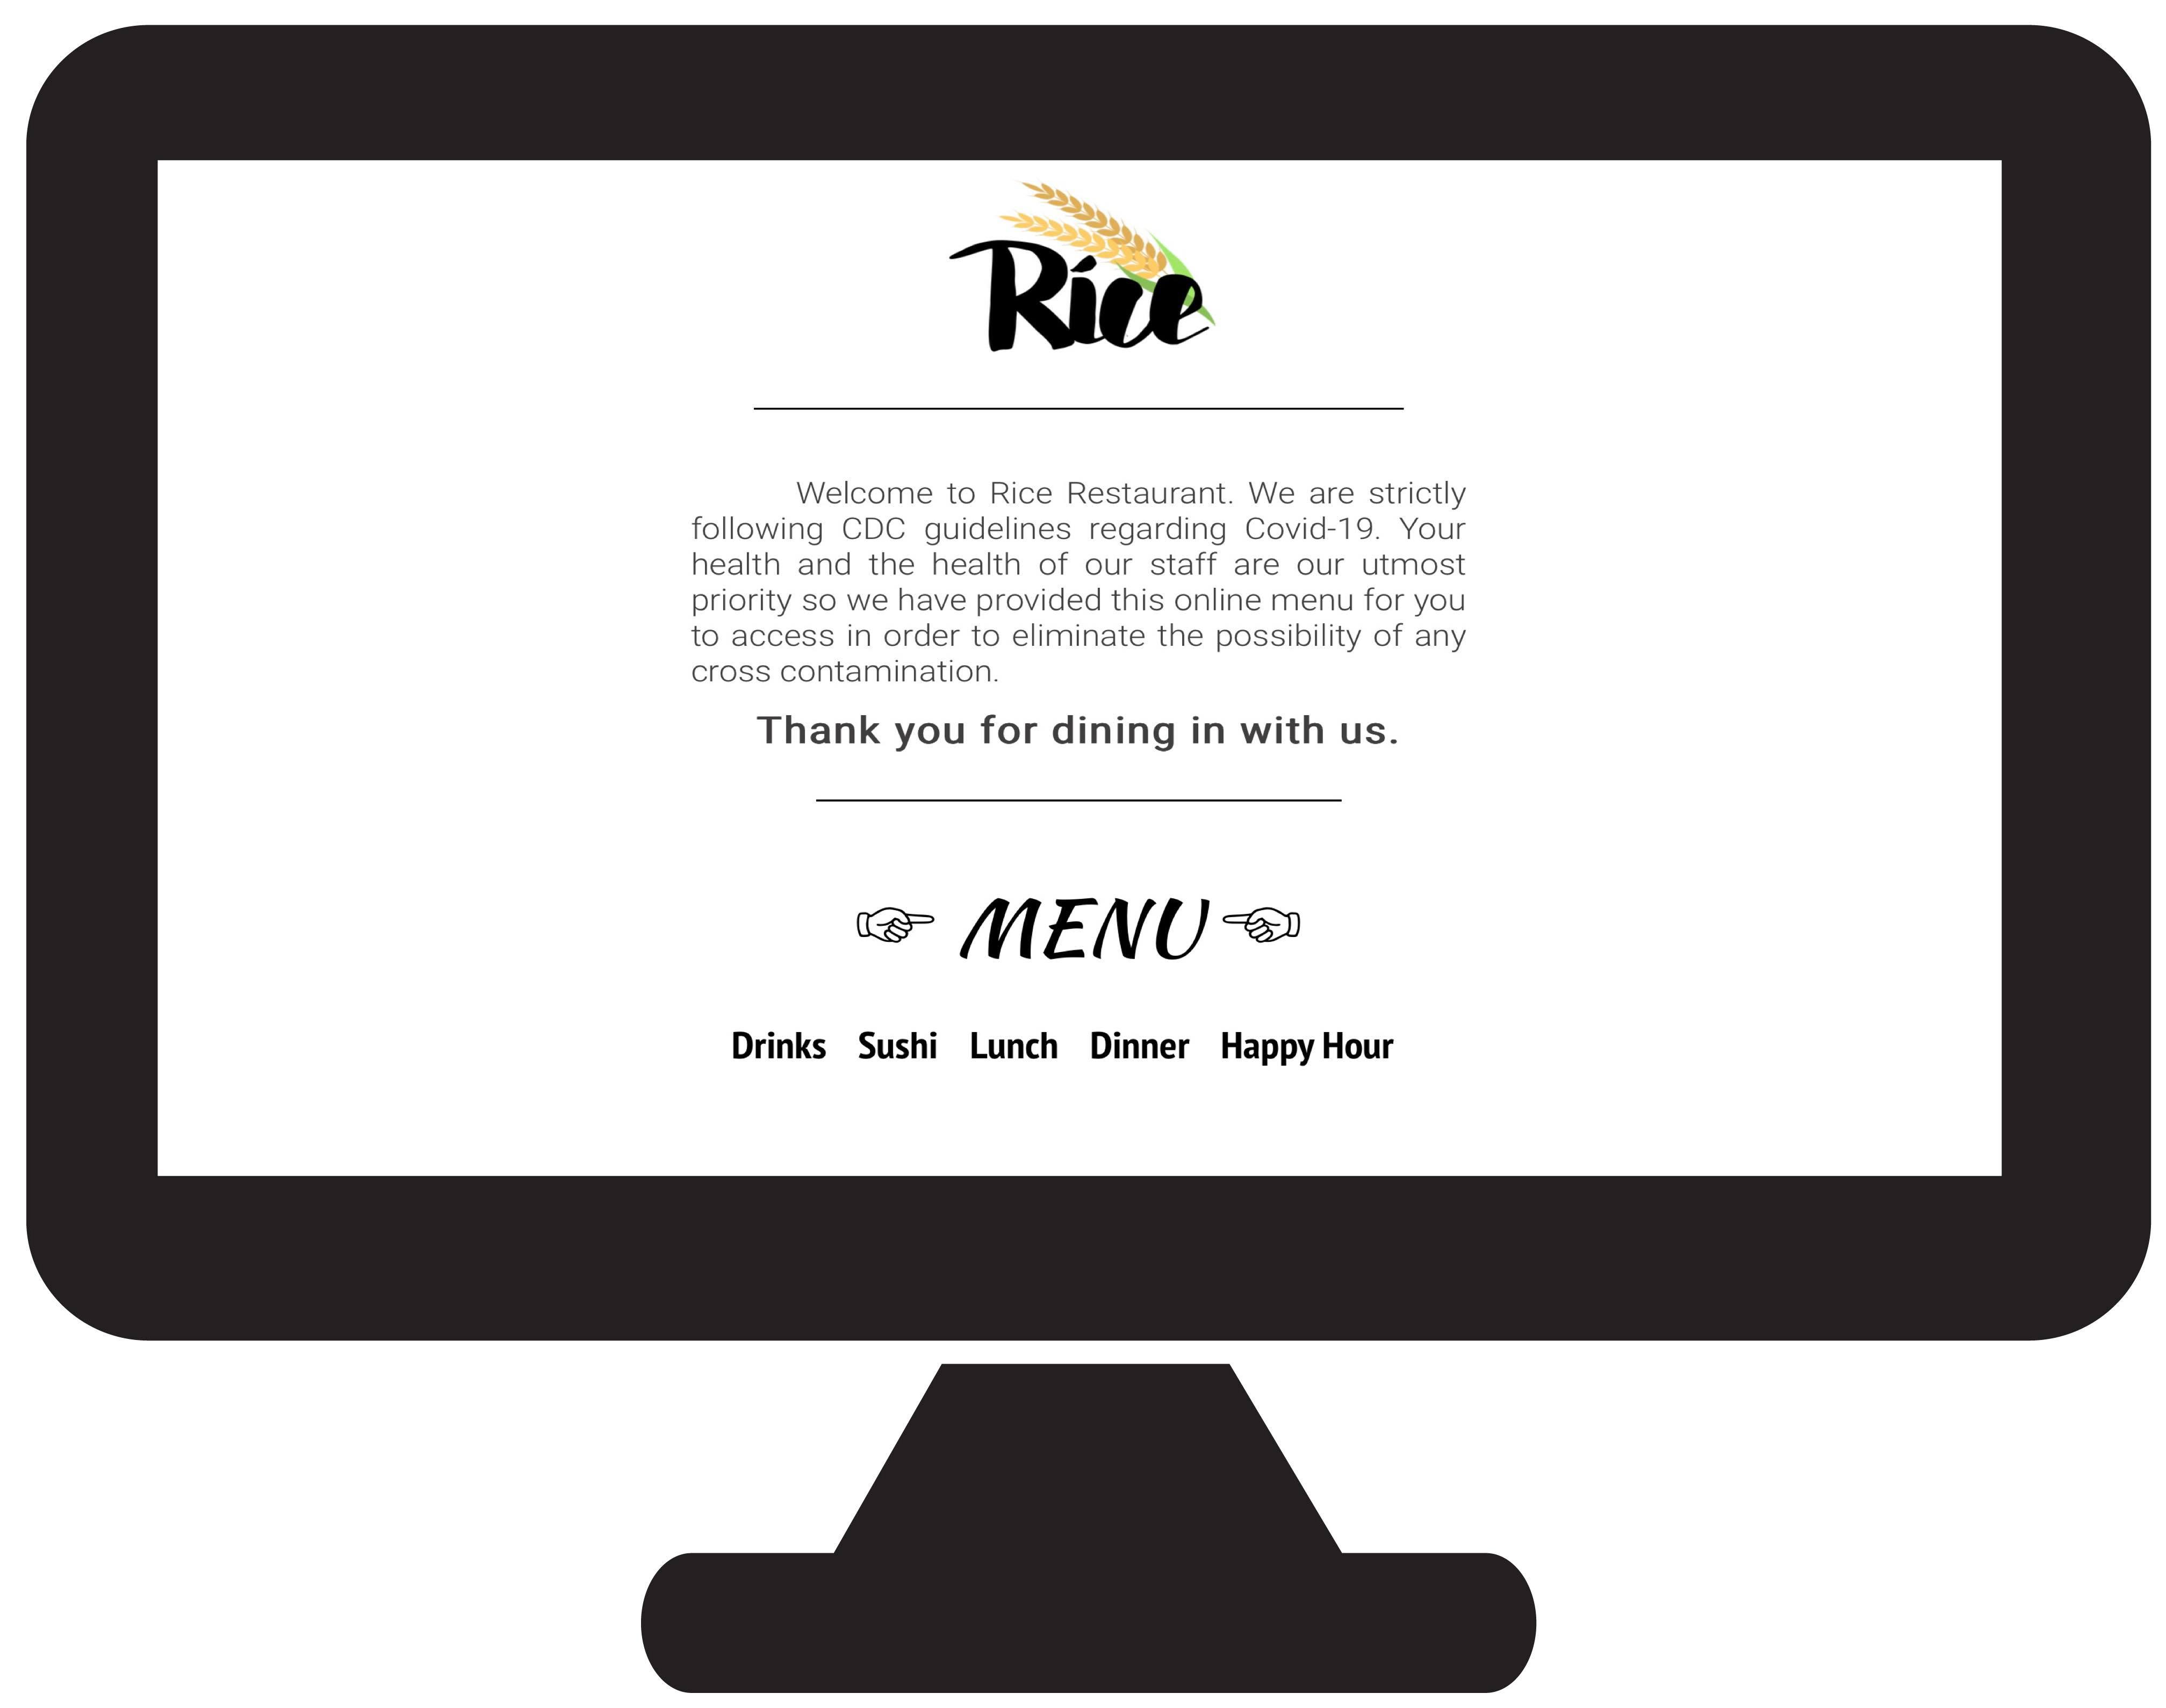 Rice
Welcome to Rice Restaurant. We are strictly
following CDC guidelines regarding Covid-19. Your
health and the health of our staff are our utmost
priority so we have provided this online menu for you
to access in order to eliminate the possibility of any
cross contamination.
Thank you for dining in with us.
MENU
Drinks Sushi Lunch Dinner Happy Hour